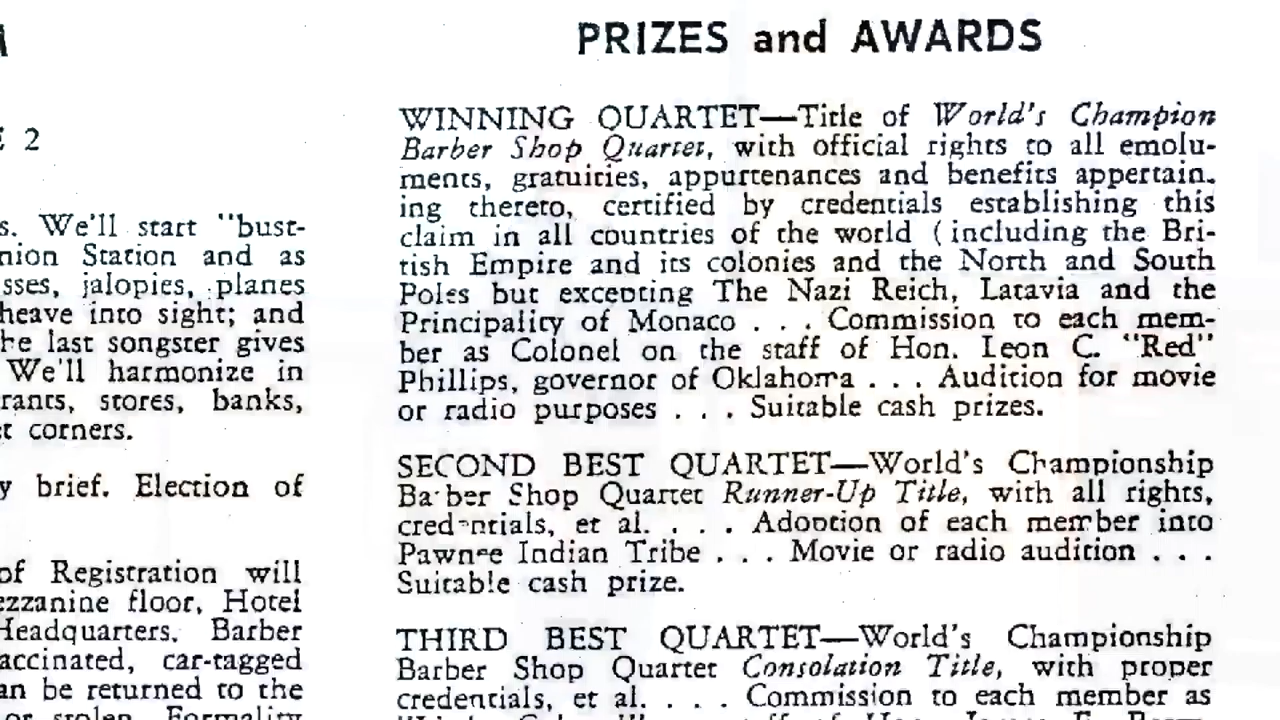 2
s. We'll start "bust-
nion Station and as
sses, jalopies, planes
heave into sight; and
he last songster gives
We'll harmonize in
rants, stores, banks,
t corners.
y brief. Election of
of Registration will
ezzanine floor, Hotel
Headquarters. Barber
accinated, car-tagged
an be returned to the
or stolen. Formality
PRIZES and AWARDS
WINNING QUARTET—Title of World's Champion
Barber Shop Quartet, with official rights to all emolu-
ments, gratuities, appurtenances and benefits appertain.
ing thereto, certified by credentials establishing this
claim in all countries of the world (including the Bri-
tish Empire and its colonies and the North and South
Poles but excepting The Nazi Reich, Latavia and the
Principality of Monaco . . . Commission to each mem-
ber as Colonel on the staff of Hon. Leon C. "Red"
Phillips, governor of Oklahoma . . . Audition for movie
or radio purposes . . . Suitable cash prizes.
SECOND BEST QUARTET—World's Championship
Barber Shop Quartet Runner-Up Title, with all rights,
credentials, et al. . . . Adoption of each member into
Pawnee Indian Tribe . . . Movie or radio audition . . .
Suitable cash prize.
THIRD BEST QUARTET—World's Championship
Barber Shop Quartet Consolation Title, with proper
credentials, et al. . . . Commission to each member as